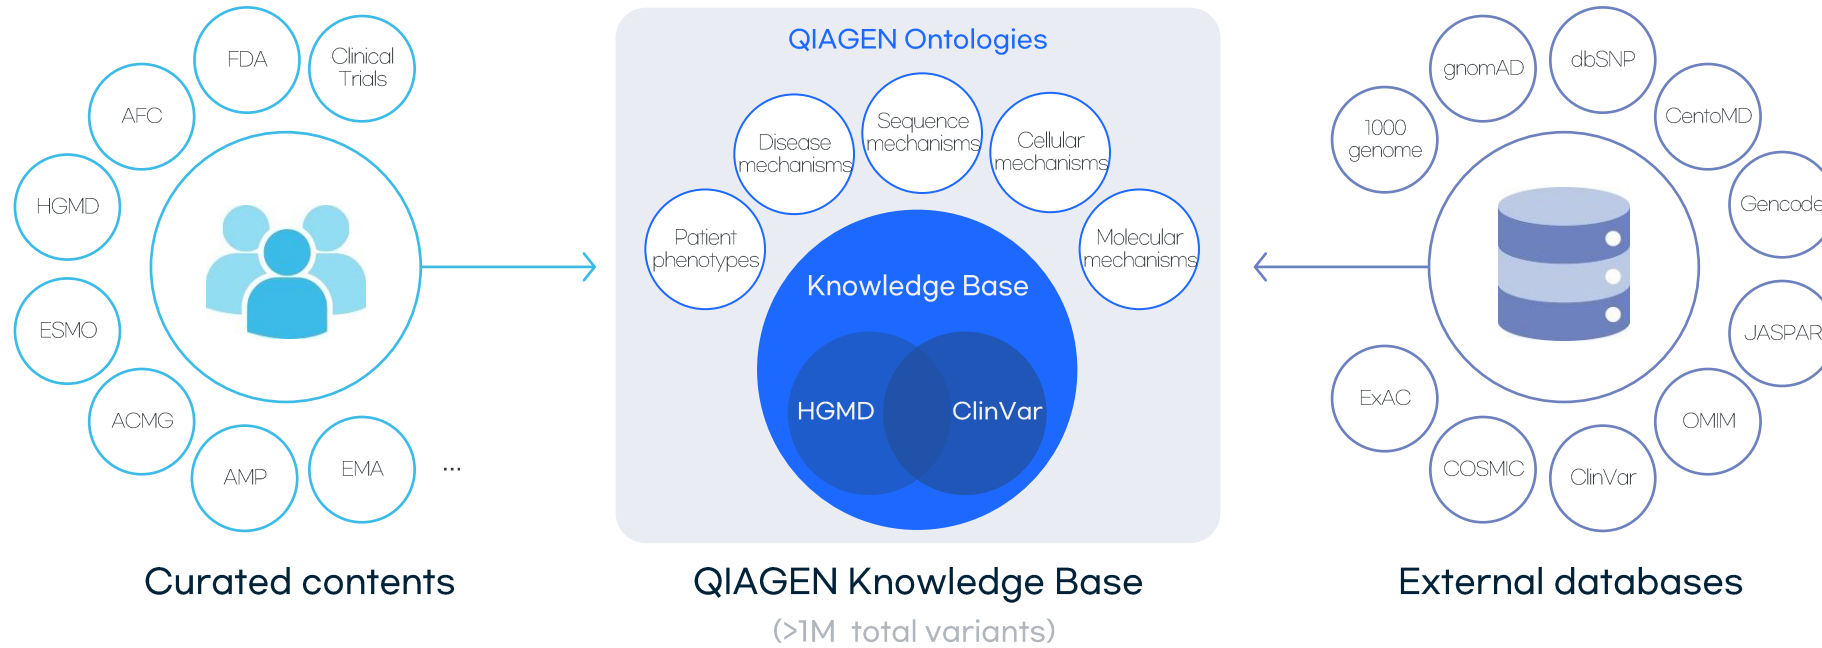 FDA
Clinical
Trials
AFC
HGMD
ESMO
ACMG
AMP
EMA
...
Curated contents
QIAGEN Ontologies
Patient
phenotypes
Disease
mechanisms
Sequence
mechanisms
Cellular
mechanisms
Molecular
mechanisms
Knowledge Base
HGMD
ClinVar
QIAGEN Knowledge Base
(>1M total variants)
1000
genome
gnomAD
dbSNP
CentoMD
Gencode
JASPAR
OMIM
ClinVar
COSMIC
ExAC
External databases